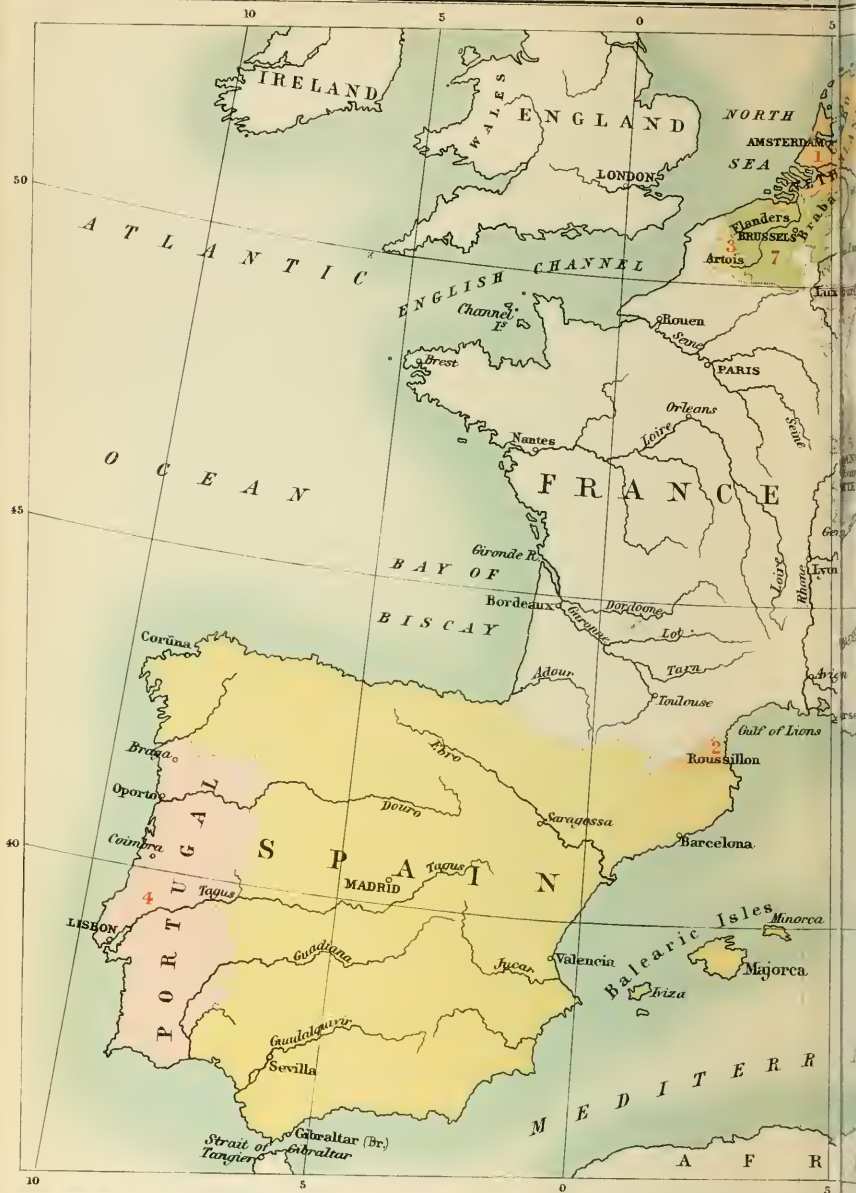 10 5 0 5
IRELAND
WALES
ENGLAND
NORTH
SEA
AMSTERDAM
1
LONDON
50
ATLANTIC
Flanders
BRUSSELS
3
Artois
7
Braba
ENGLISH CHANNEL
Channel
Is
Lux
Rouen
Seine
PARIS
Brest
Orleans
Loire
Seine
Nantes
OCEAN
FRANCE
45
Gironde R.
BAY OF
BISCAY
Bordeaux
Dordogne
Garonne
Loire
Rhone
Lyon
Lot
Tarn
Adour
Toulouse
Coruña
Gulf of Lions
2
Roussillon
Ebro
Braga
Oporto
Douro
Saragossa
Coimbra
40
Barcelona
SPAIN
MADRID
Tagus
PORTUGAL
4
Tagus
LISBON
Balearic Isles
Minorca
Majorca
Iviza
Guadiana
Jucar
Valencia
Guadalquivir
Sevilla
MEDITERR
Gibraltar (Br.)
Strait of
Gibraltar
Tangier
AFR
10 5 0 5